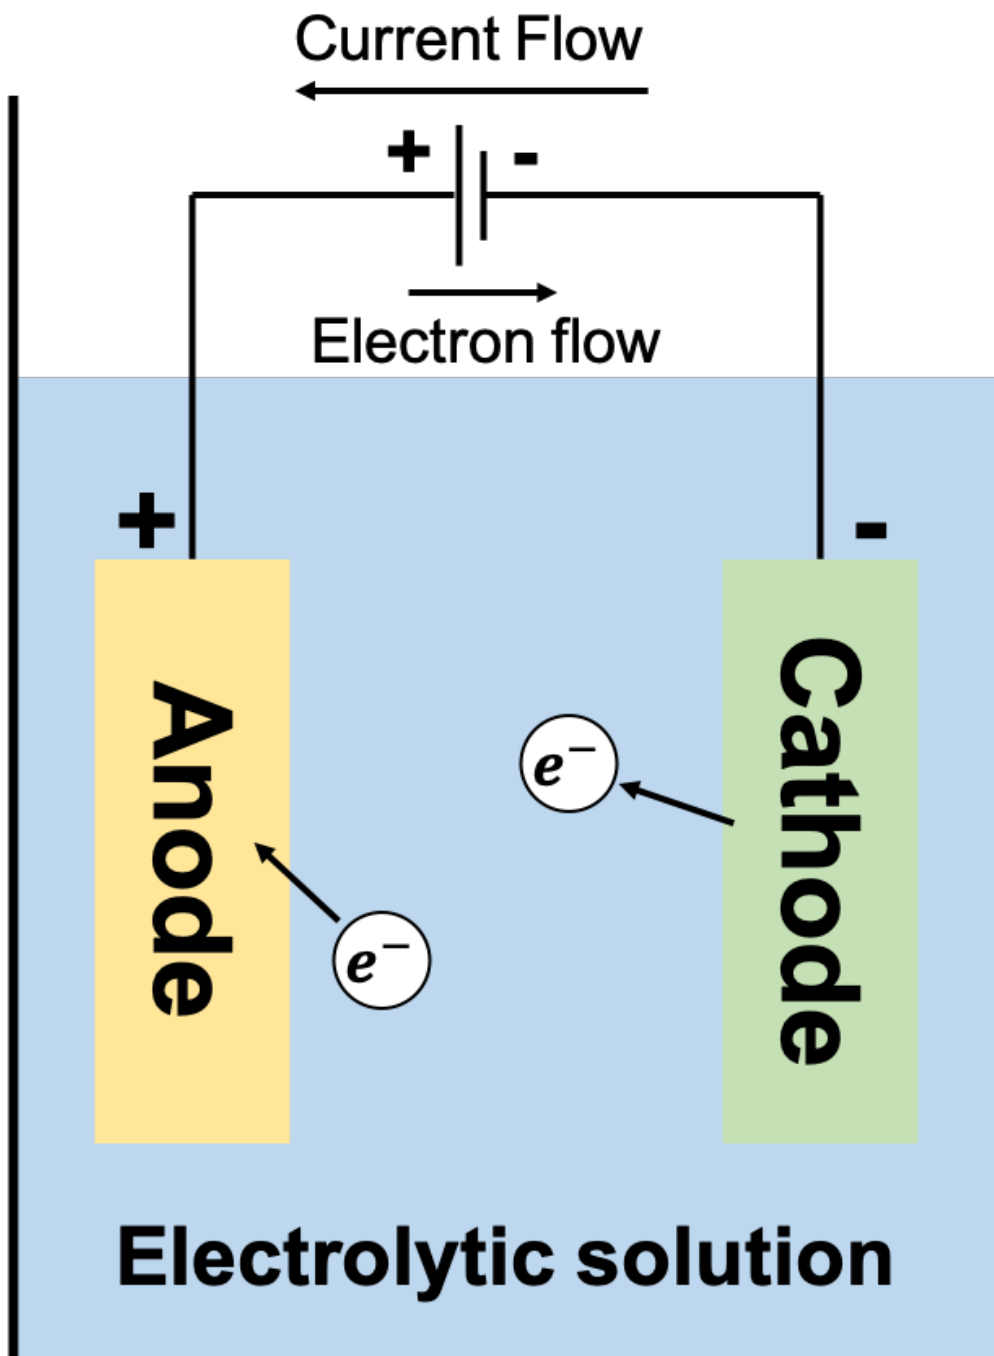 Current Flow
+ -
Electron flow
+ -
Anode
Cathode
e−
e−
Electrolytic solution